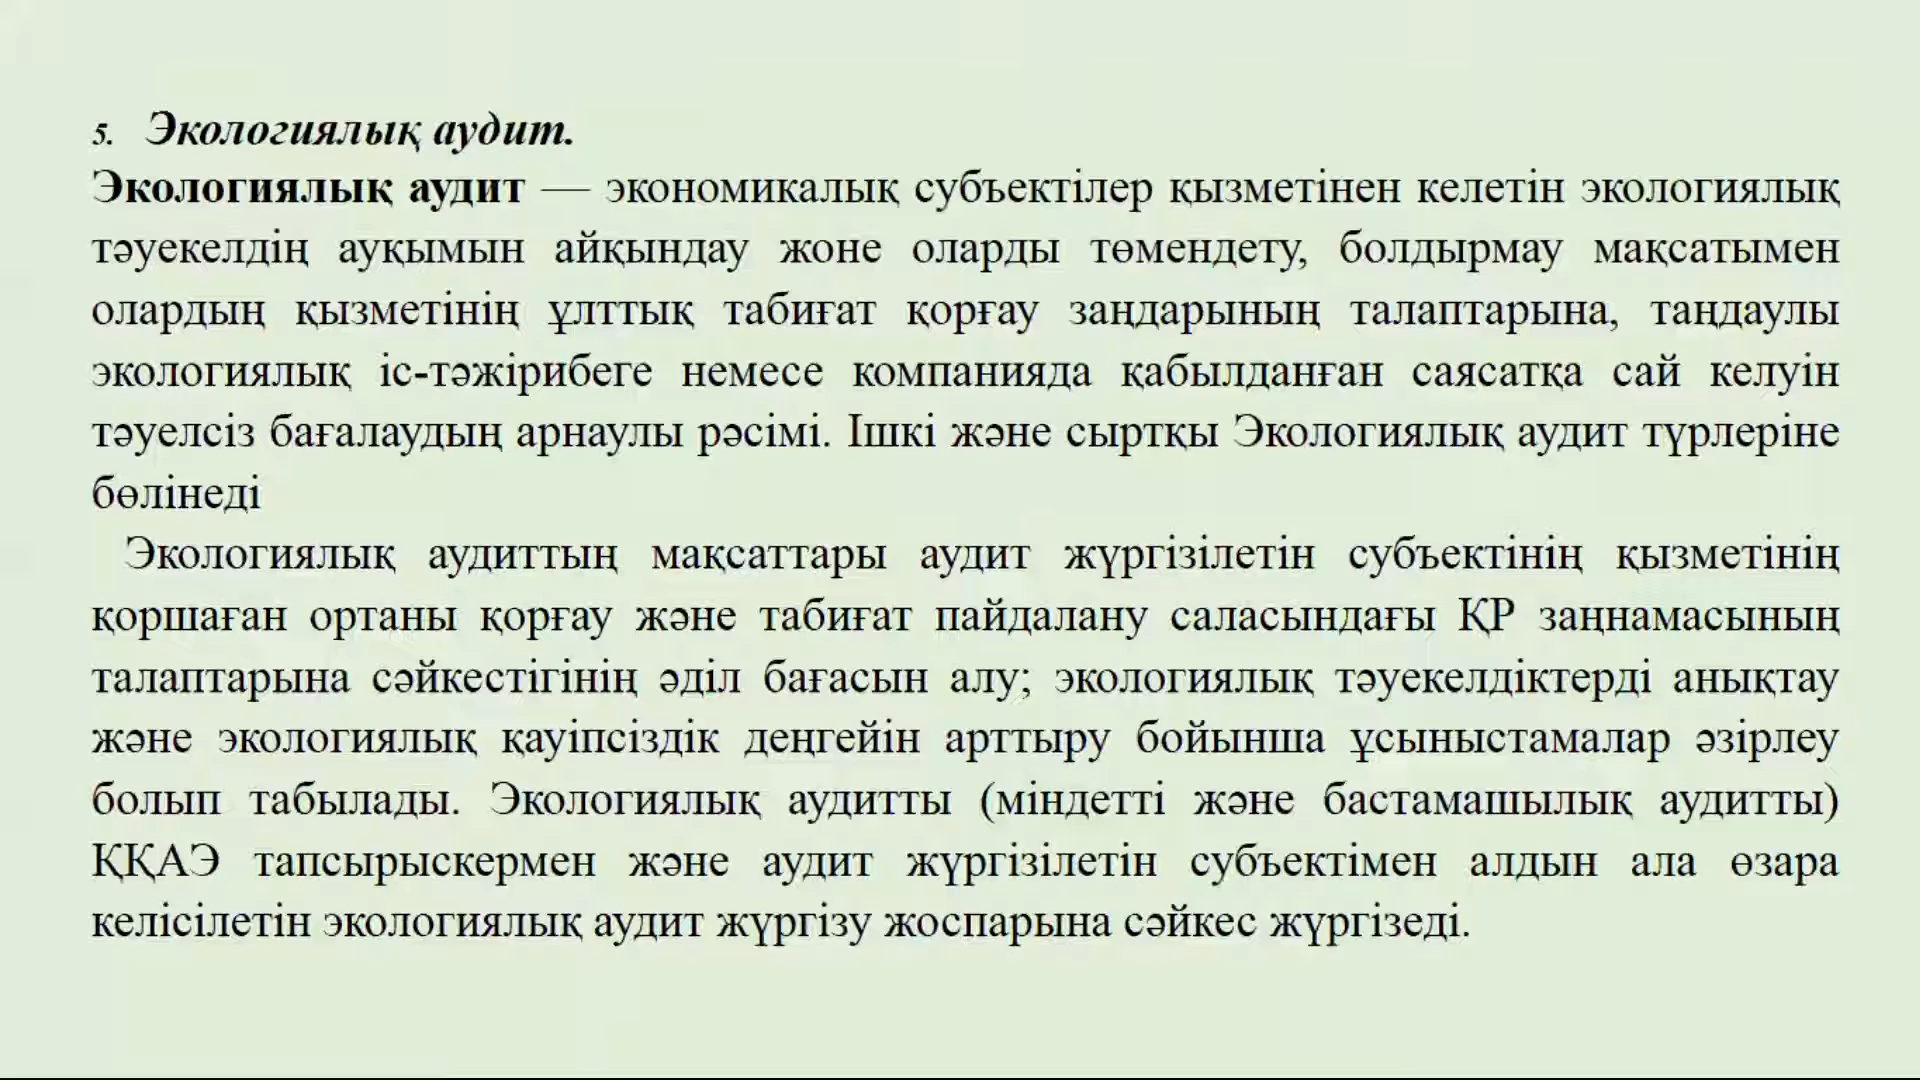 5. Экологиялық аудит.
Экологиялық аудит — экономикалық субъектілер қызметінен келетін экологиялық
тәуекелдің ауқымын айқындау жоне оларды төмендету, болдырмау мақсатымен
олардың қызметінің ұлттық табиғат қорғау заңдарының талаптарына, таңдаулы
экологиялық іс-тәжірибеге немесе компанияда қабылданған саясатқа сай келуін
тәуелсіз бағалаудың арнаулы рәсімі. Ішкі және сыртқы Экологиялық аудит түрлеріне
бөлінеді
Экологиялық аудиттың мақсаттары аудит жүргізілетін субъектінің қызметінің
қоршаған ортаны қорғау және табиғат пайдалану саласындағы ҚР заңнамасының
талаптарына сәйкестігінің әділ бағасын алу; экологиялық тәуекелдіктерді анықтау
және экологиялық қауіпсіздік деңгейін арттыру бойынша ұсыныстамалар әзірлеу
болып табылады. Экологиялық аудитты (міндетті және бастамашылық аудитты)
ҚҚАЭ тапсырыскермен және аудит жүргізілетін субъектімен алдын ала өзара
келісілетін экологиялық аудит жүргізу жоспарына сәйкес жүргізеді.